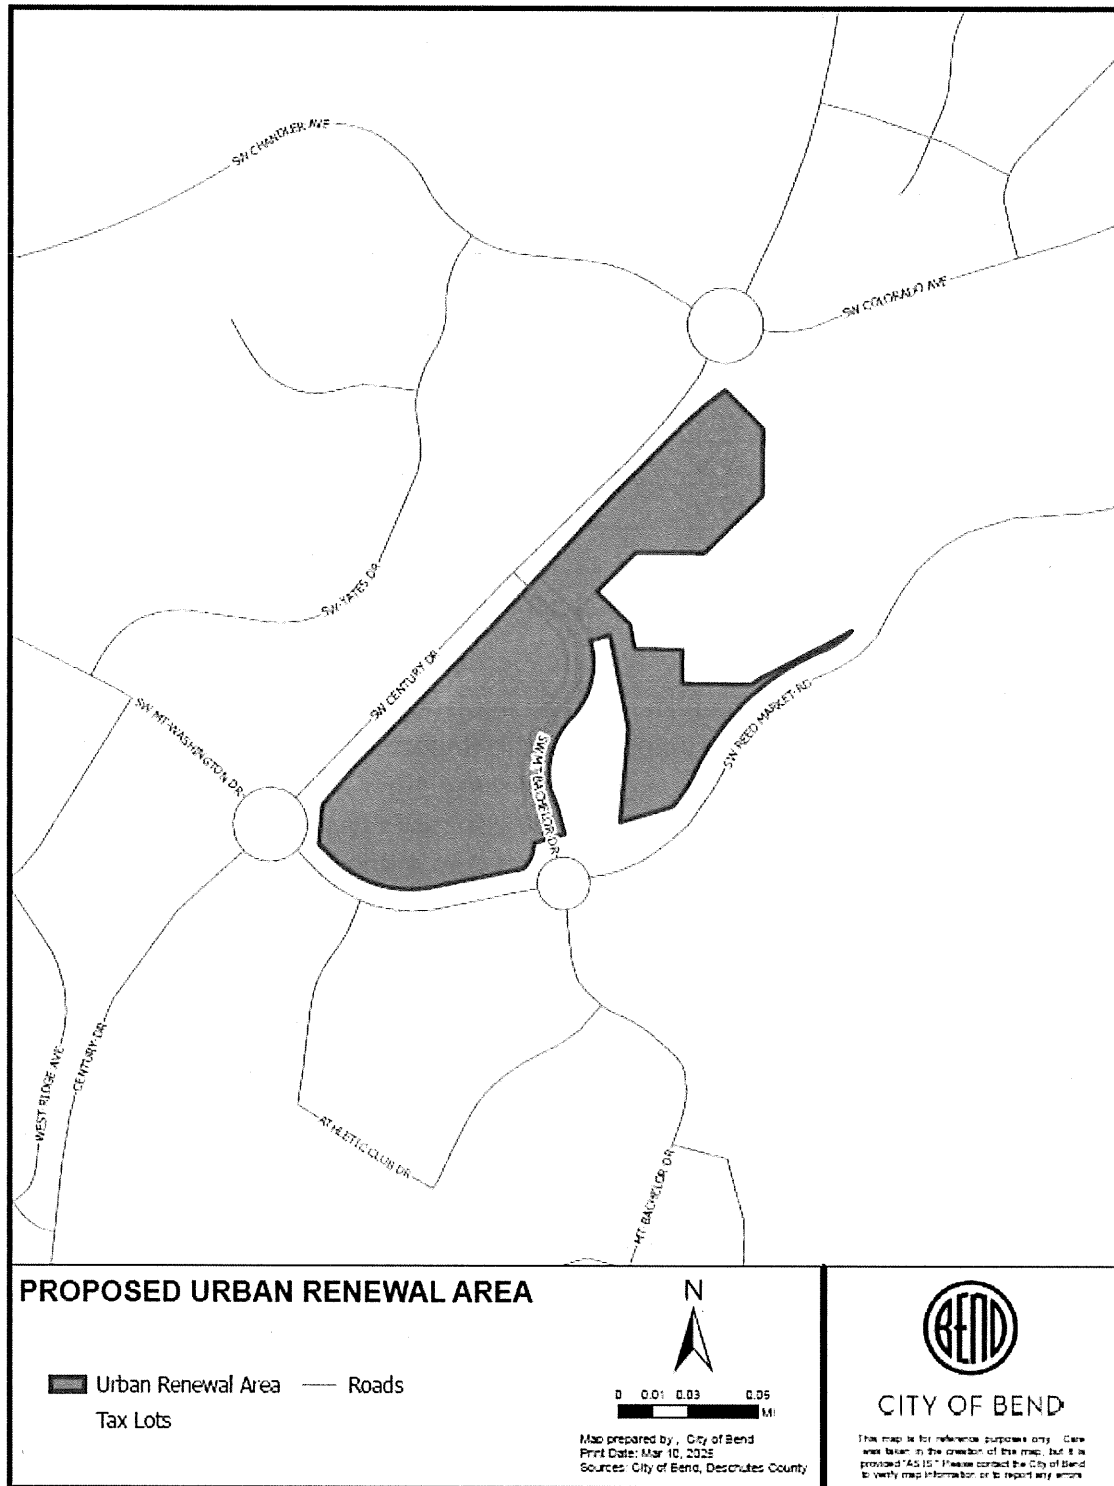 SW CHANDLER AVE
SW COLORADO AVE
SW YATES DR
SW CENTURY DR
SW MT WASHINGTON DR
SW REED MARKET RD
SW MT BACHELOR DR
WEST RIDGE AVE
CENTURY DR
ATHLETIC CLUB DR
MT BACHELOR DR
PROPOSED URBAN RENEWAL AREA
Urban Renewal Area
Roads
Tax Lots
N
0 0.01 0.03 0.05
MI
Map prepared by, City of Bend
Print Date: Mar 10, 2025
Sources: City of Bend, Deschutes County
BEND
CITY OF BEND
This map is for reference purposes only. Care
was taken in the creation of this map, but it is
provided "AS IS." Please contact the City of Bend
to verify map information or to report any errors